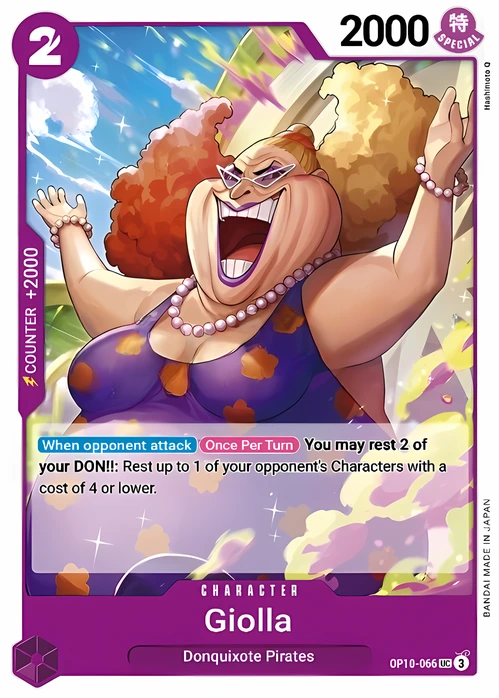 2
2000
特
SPECIAL
Hashimoto Q
COUNTER +2000
When opponent attack Once Per Turn You may rest 2 of
your DON!!: Rest up to 1 of your opponent's Characters with a
cost of 4 or lower.
CHARACTER
Giolla
Donquixote Pirates
OP10-066 UC 3
BANDAI MADE IN JAPAN